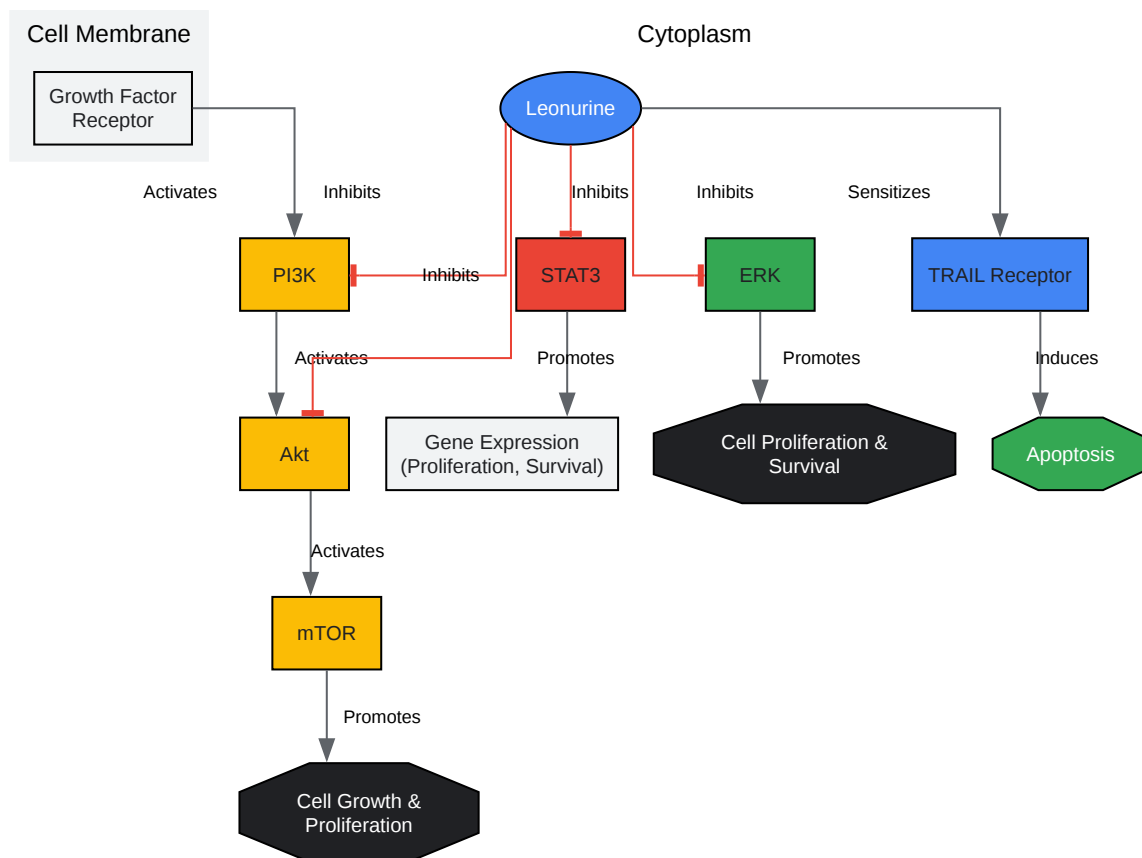 Cell Membrane
Cytoplasm
Growth Factor
Receptor
Leonurine
Activates
Inhibits
Inhibits
Inhibits
Sensitizes
PI3K
Inhibits
STAT3
ERK
TRAIL Receptor
Activates
Promotes
Promotes
Induces
Akt
Gene Expression
(Proliferation, Survival)
Cell Proliferation &
Survival
Apoptosis
Activates
mTOR
Promotes
Cell Growth &
Proliferation